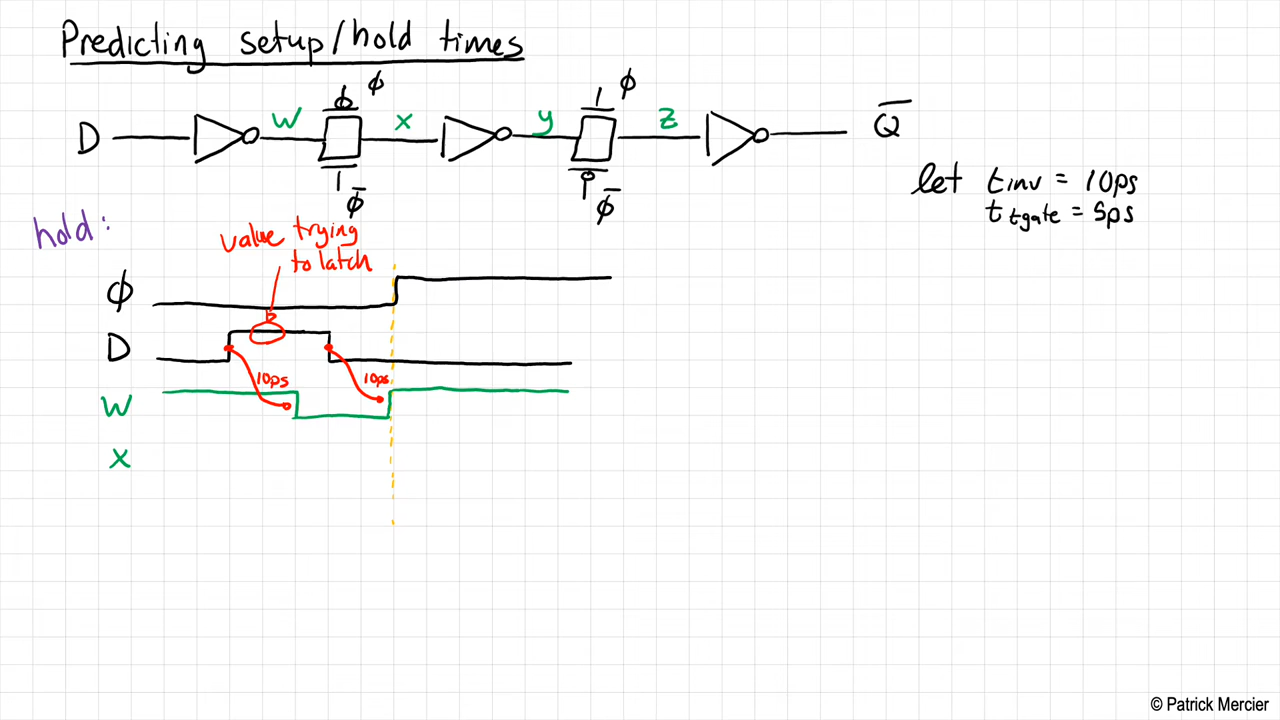 Predicting setup/hold times
ϕ ϕ
D W X y z Q̅
ϕ̅ ϕ̅
let tinv = 10ps
ttgate = 5ps
hold:
value trying
to latch
ϕ
D
10ps 10ps
W
X
© Patrick Mercier